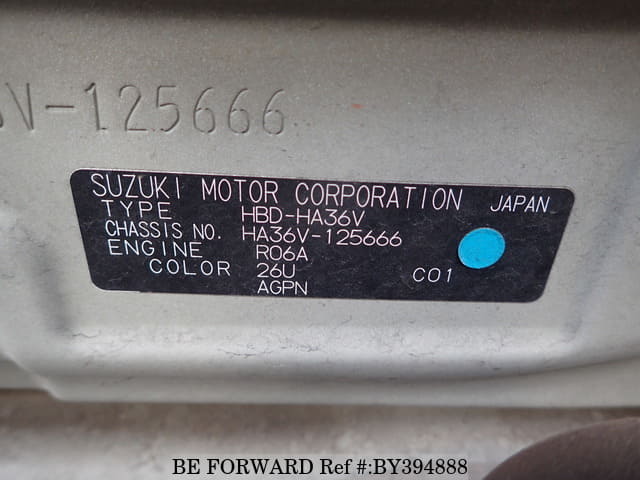 V-125666
SUZUKI MOTOR CORPORATION JAPAN
TYPE HBD-HA36V
CHASSIS NO. HA36V-125666
ENGINE R06A
COLOR 26U C01
AGPN
BE FORWARD Ref #:BY394888